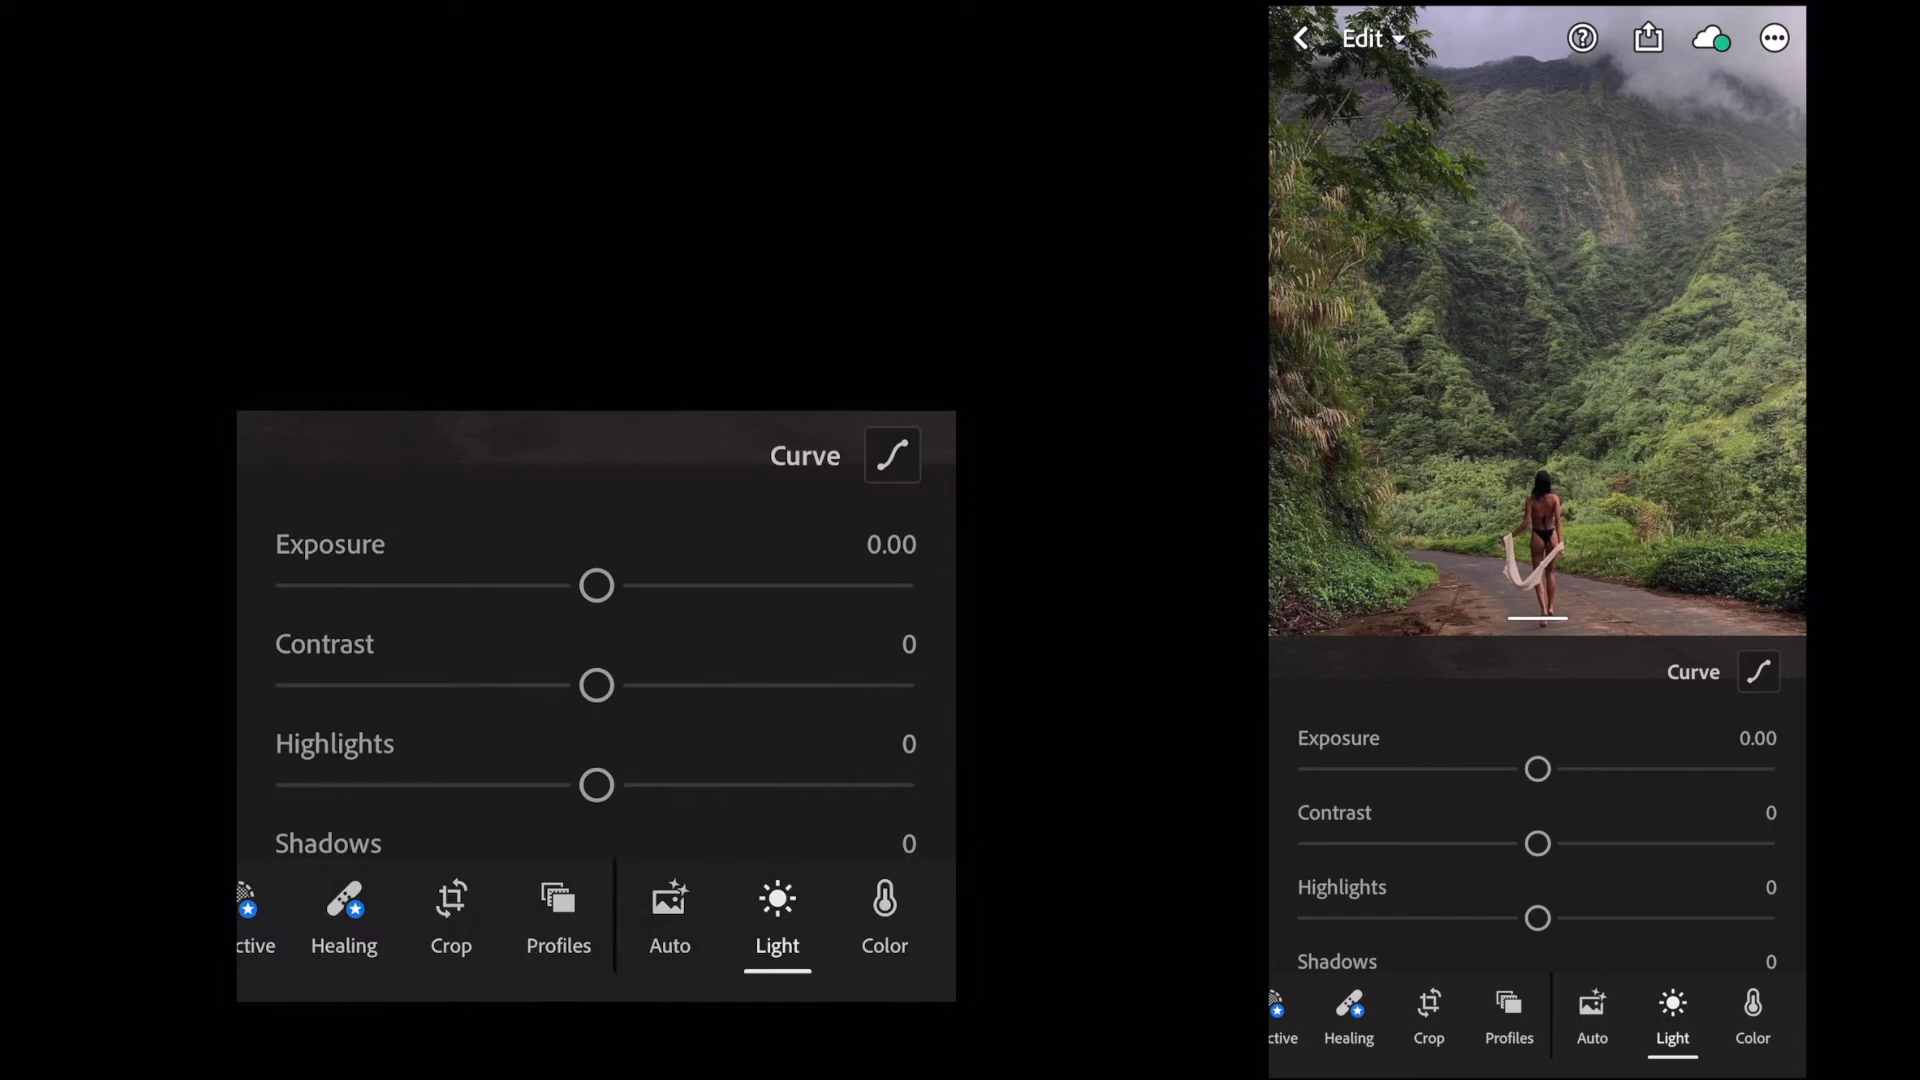 Curve
Exposure 0.00
Contrast 0
Highlights 0
Shadows 0
ctive Healing Crop Profiles Auto Light Color
Edit
Curve
Exposure 0.00
Contrast 0
Highlights 0
Shadows 0
ctive Healing Crop Profiles Auto Light Color